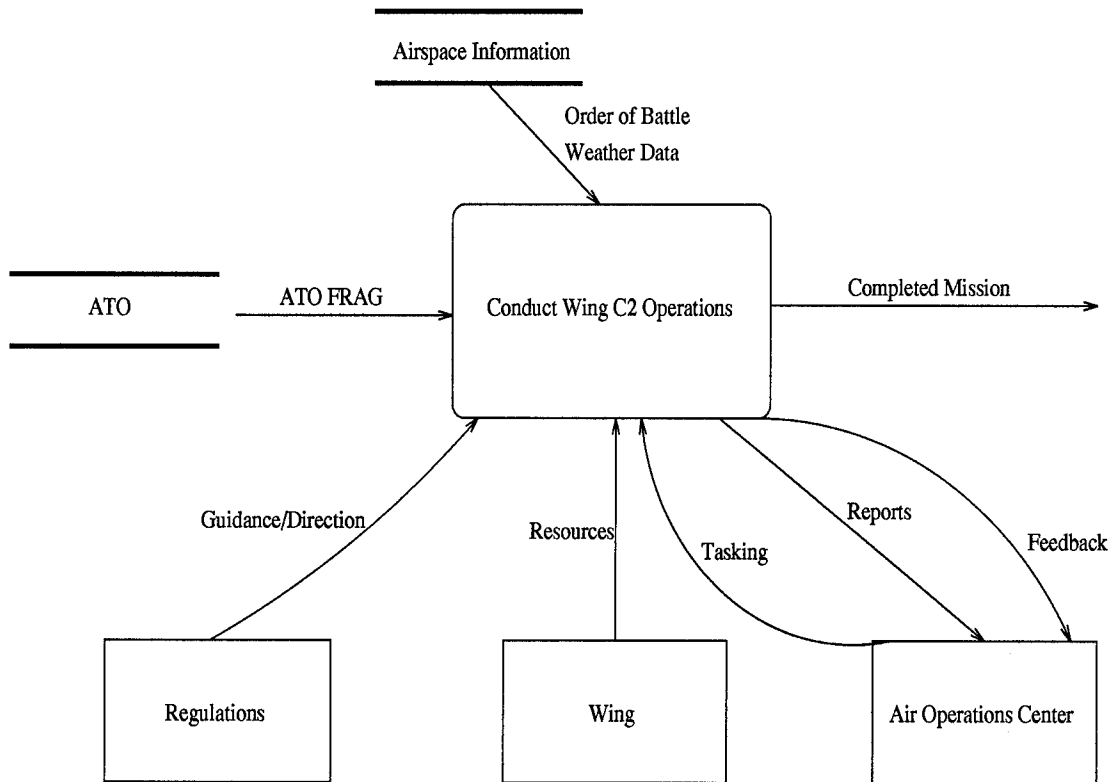 Airspace Information
Order of Battle
Weather Data
ATO
ATO FRAG
Conduct Wing C2 Operations
Completed Mission
Guidance/Direction
Resources
Tasking
Reports
Feedback
Regulations
Wing
Air Operations Center